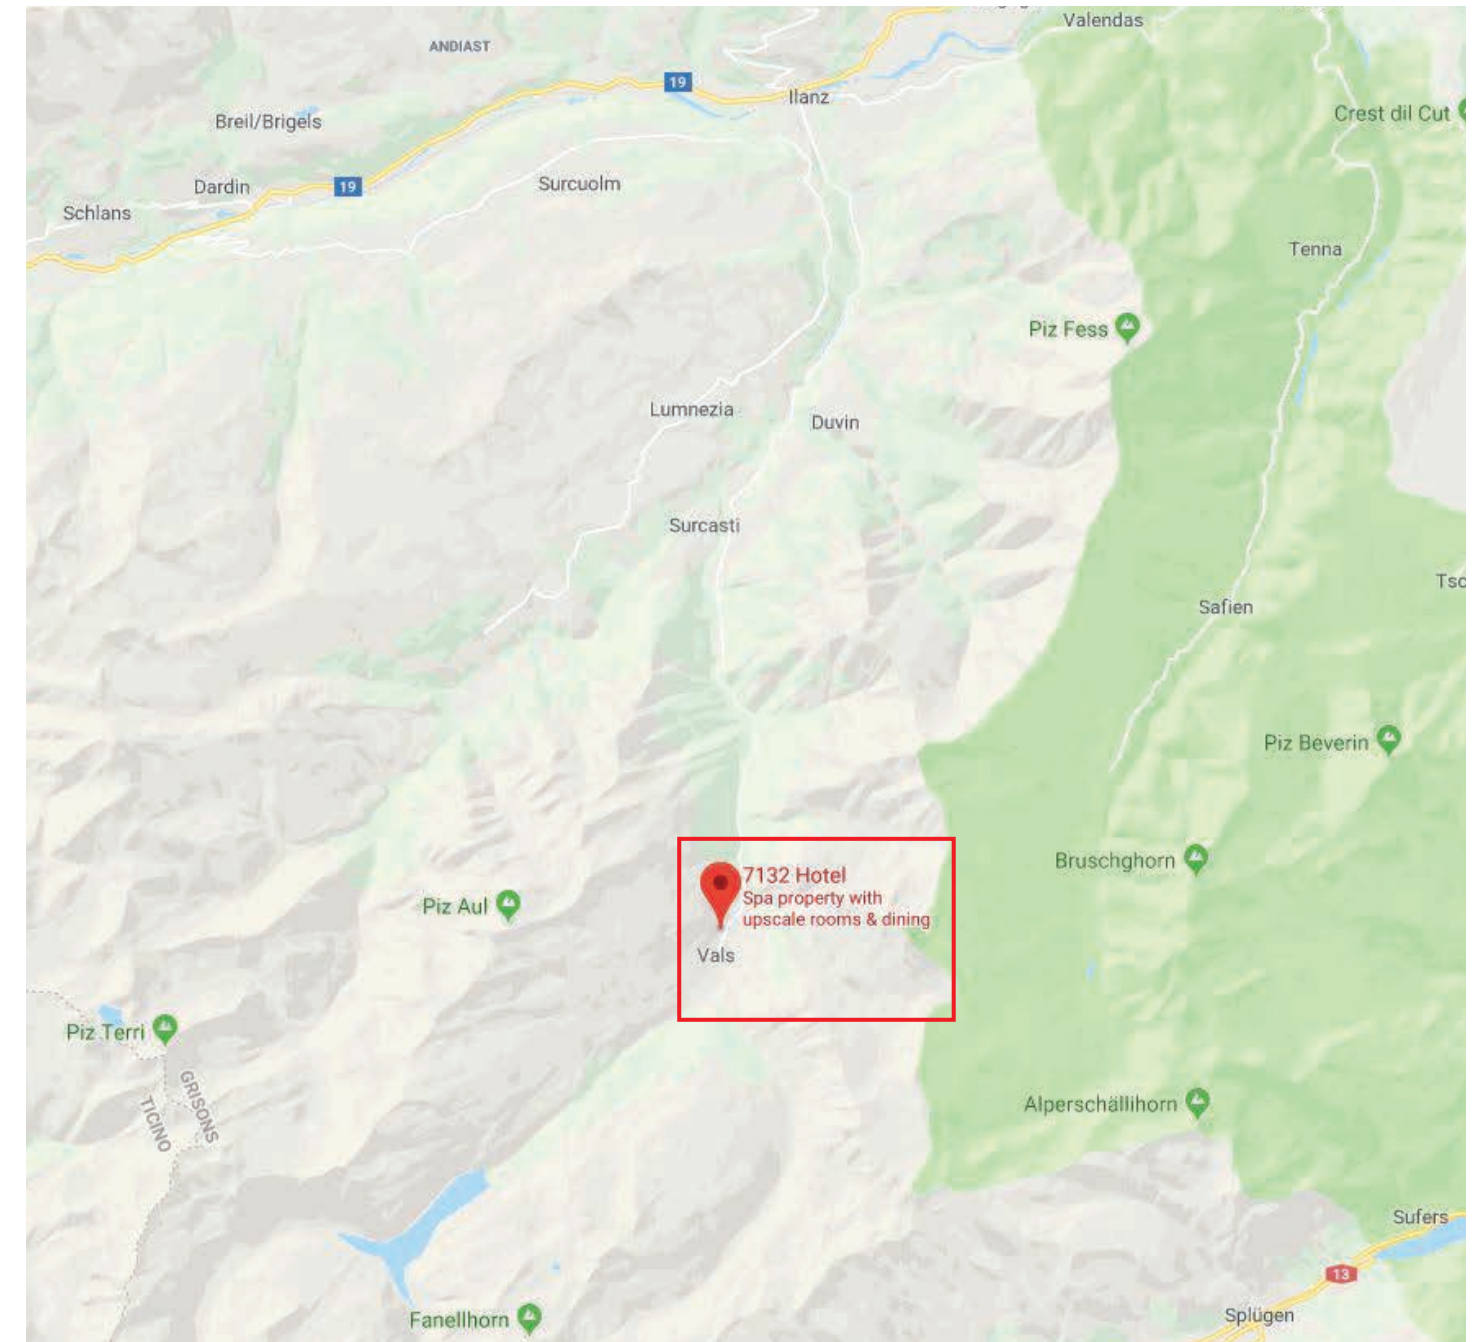 Valendas
ANDIAST
19
Ilanz
Crest dil Cut
Breil/Brigels
Dardin
19
Surcuolm
Schlans
Tenna
Piz Fess
Lumnezia
Duvin
Surcasti
Tsc
Safien
Piz Beverin
Bruschghorn
7132 Hotel
Spa property with
upscale rooms & dining
Piz Aul
Vals
Piz Terri
GRISONS
TICINO
Alperschällihorn
Sufers
13
Splügen
Fanellhorn